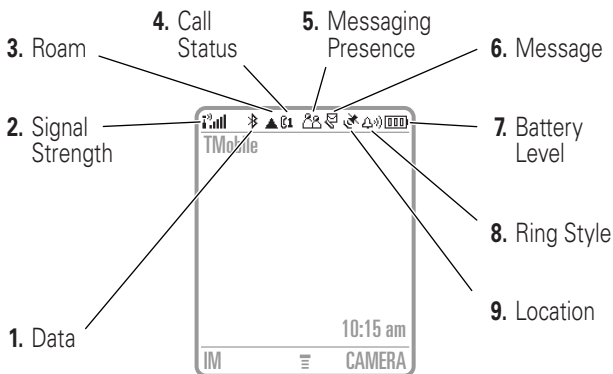 4. Call
Status
5. Messaging
Presence
3. Roam
6. Message
2. Signal
Strength
7. Battery
Level
TMobile
8. Ring Style
9. Location
1. Data
10:15 am
IM
CAMERA